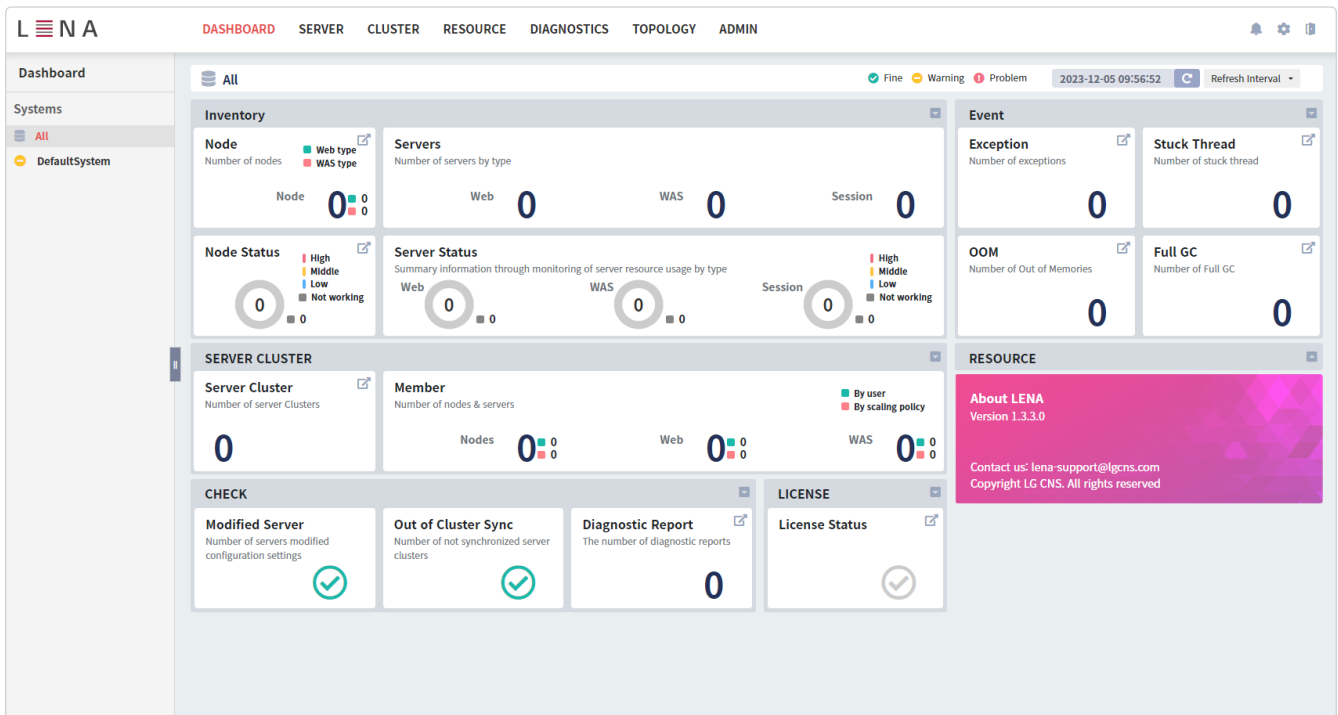 LENA
DASHBOARD SERVER CLUSTER RESOURCE DIAGNOSTICS TOPOLOGY ADMIN
Dashboard
Systems
All
DefaultSystem
All
Fine Warning Problem 2023-12-05 09:56:52 Refresh Interval
Inventory
Node
Number of nodes
Web type
WAS type
Node 0 0
0
Servers
Number of servers by type
Web 0 WAS 0 Session 0
Node Status
High
Middle
Low
Not working
0 0
Server Status
Summary information through monitoring of server resource usage by type
High
Middle
Low
Not working
Web 0 0 WAS 0 0 Session 0 0
Event
Exception
Number of exceptions
0
Stuck Thread
Number of stuck thread
0
OOM
Number of Out of Memories
0
Full GC
Number of Full GC
0
SERVER CLUSTER
Server Cluster
Number of server Clusters
0
Member
Number of nodes & servers
By user
By scaling policy
Nodes 0 0
0
Web 0 0
0
WAS 0 0
0
RESOURCE
About LENA
Version 1.3.3.0
Contact us: lena-support@lgcns.com
Copyright LG CNS. All rights reserved
CHECK
Modified Server
Number of servers modified
configuration settings
Out of Cluster Sync
Number of not synchronized server
clusters
Diagnostic Report
The number of diagnostic reports
0
LICENSE
License Status